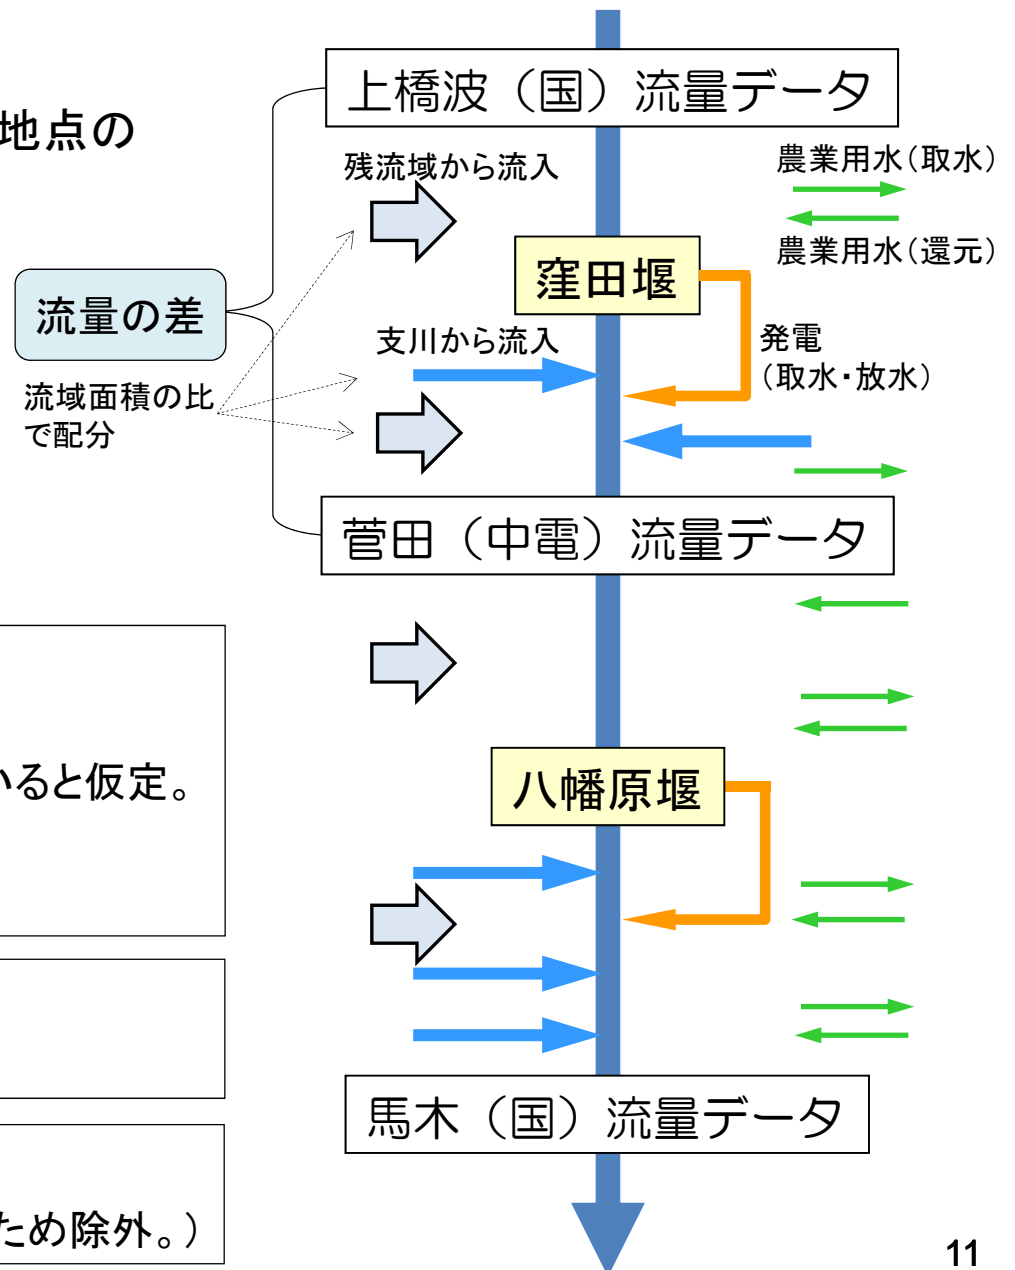 地点の
上橋波（国）流量データ
残流域から流入
農業用水（取水）
農業用水（還元）
窪田堰
流量の差
支川から流入
発電
（取水・放水）
流域面積の比
で配分
菅田（中電）流量データ
いると仮定。
八幡原堰
馬木（国）流量データ
ため除外。）
11